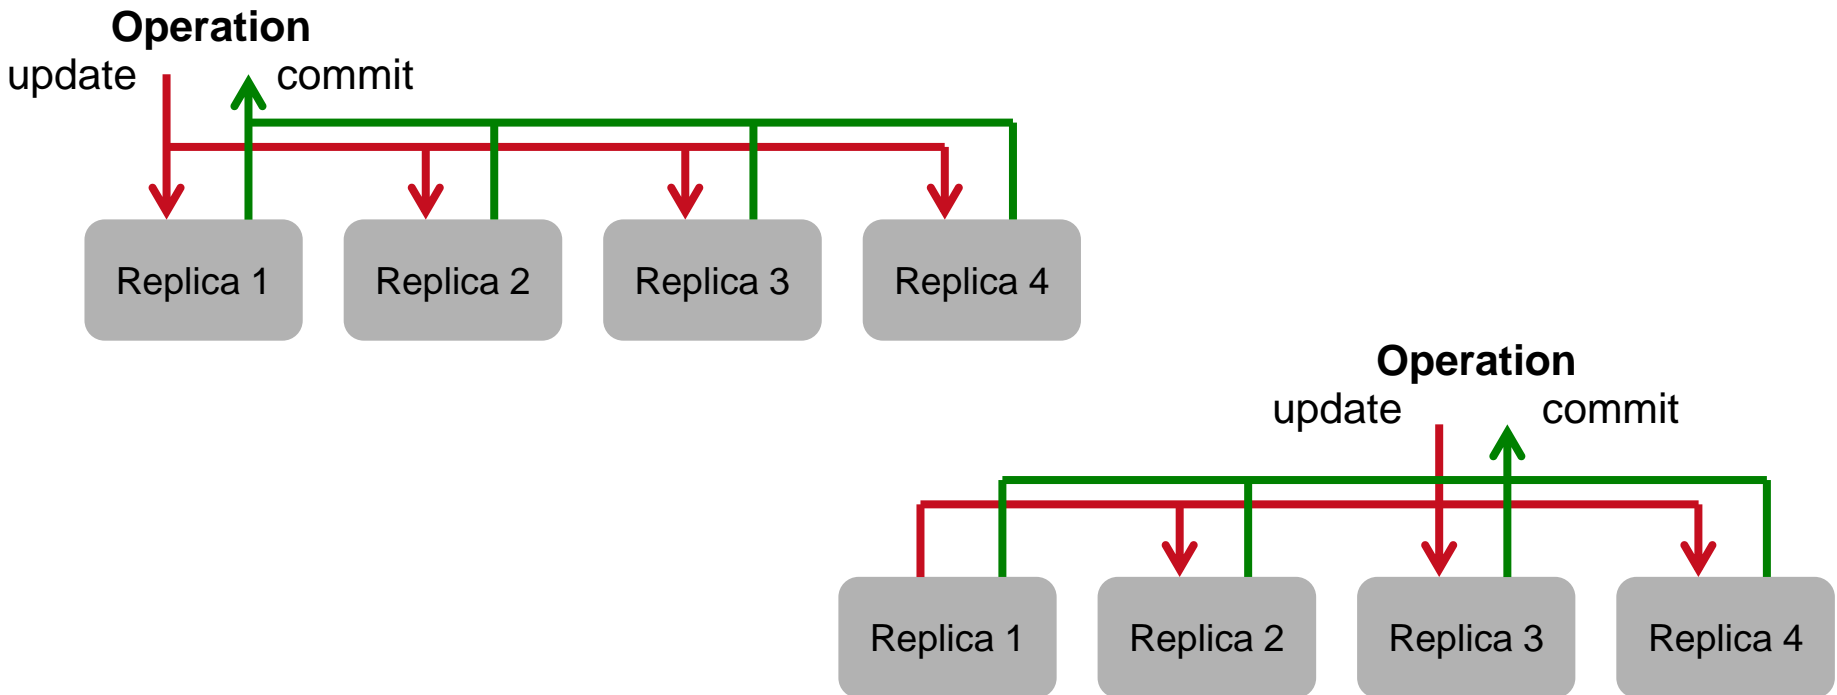 Operation
update commit
Replica 1 Replica 2 Replica 3 Replica 4
Operation
update commit
Replica 1 Replica 2 Replica 3 Replica 4